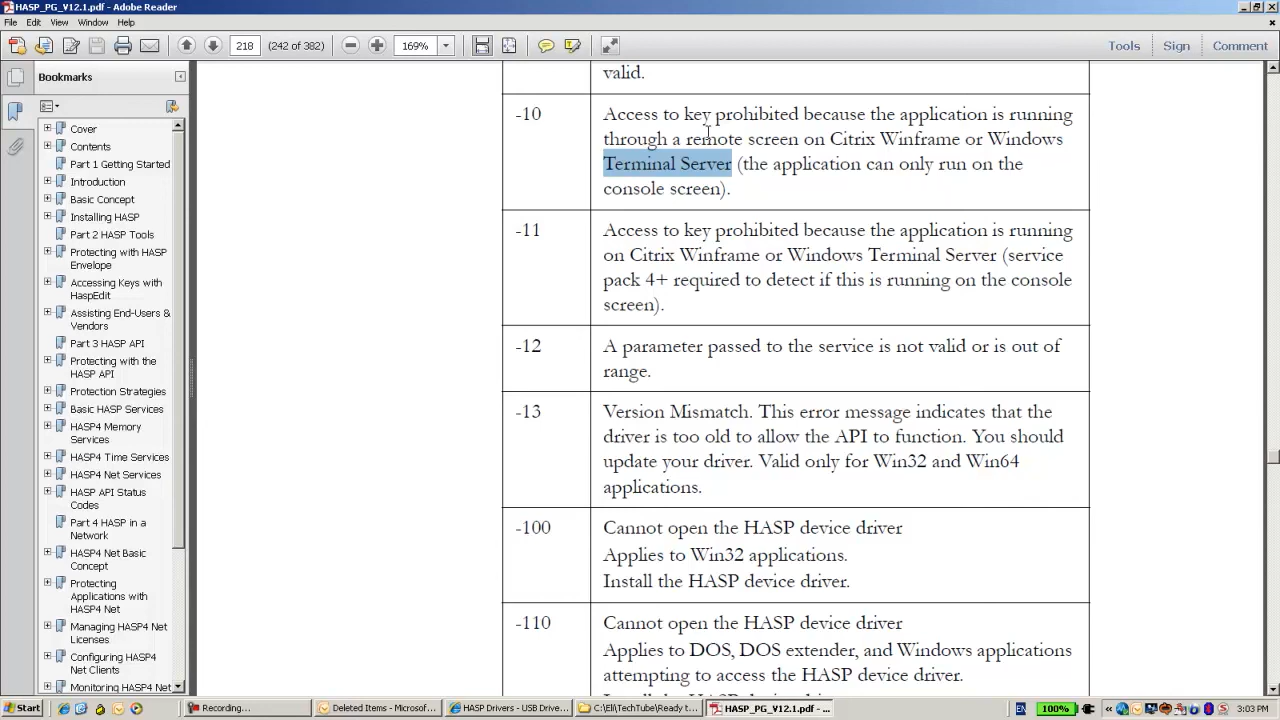 HASP_PG_V12.1.pdf - Adobe Reader
File Edit View Window Help
218 (242 of 382) 169% Tools Sign Comment
Bookmarks
Cover
Contents
Part 1 Getting Started
Introduction
Basic Concept
Installing HASP
Part 2 HASP Tools
Protecting with HASP
Envelope
Accessing Keys with
HaspEdit
Assisting End-Users &
Vendors
Part 3 HASP API
Protecting with the
HASP API
Protection Strategies
Basic HASP Services
HASP4 Memory
Services
HASP4 Time Services
HASP4 Net Services
HASP API Status
Codes
Part 4 HASP in a
Network
HASP4 Net Basic
Concept
Protecting
Applications with
HASP4 Net
Managing HASP4 Net
Licenses
Configuring HASP4
Net Clients
Monitoring HASP4 Net
valid.
-10 Access to key prohibited because the application is running
through a remote screen on Citrix Winframe or Windows
Terminal Server (the application can only run on the
console screen).
-11 Access to key prohibited because the application is running
on Citrix Winframe or Windows Terminal Server (service
pack 4+ required to detect if this is running on the console
screen).
-12 A parameter passed to the service is not valid or is out of
range.
-13 Version Mismatch. This error message indicates that the
driver is too old to allow the API to function. You should
update your driver. Valid only for Win32 and Win64
applications.
-100 Cannot open the HASP device driver
Applies to Win32 applications.
Install the HASP device driver.
-110 Cannot open the HASP device driver
Applies to DOS, DOS extender, and Windows applications
attempting to access the HASP device driver.
Start Recording... Deleted Items - Microsof... HASP Drivers - USB Drive... C:\Eli\TechTube\Ready t... HASP_PG_V12.1.pdf - ... EN 100% « 3:03 PM